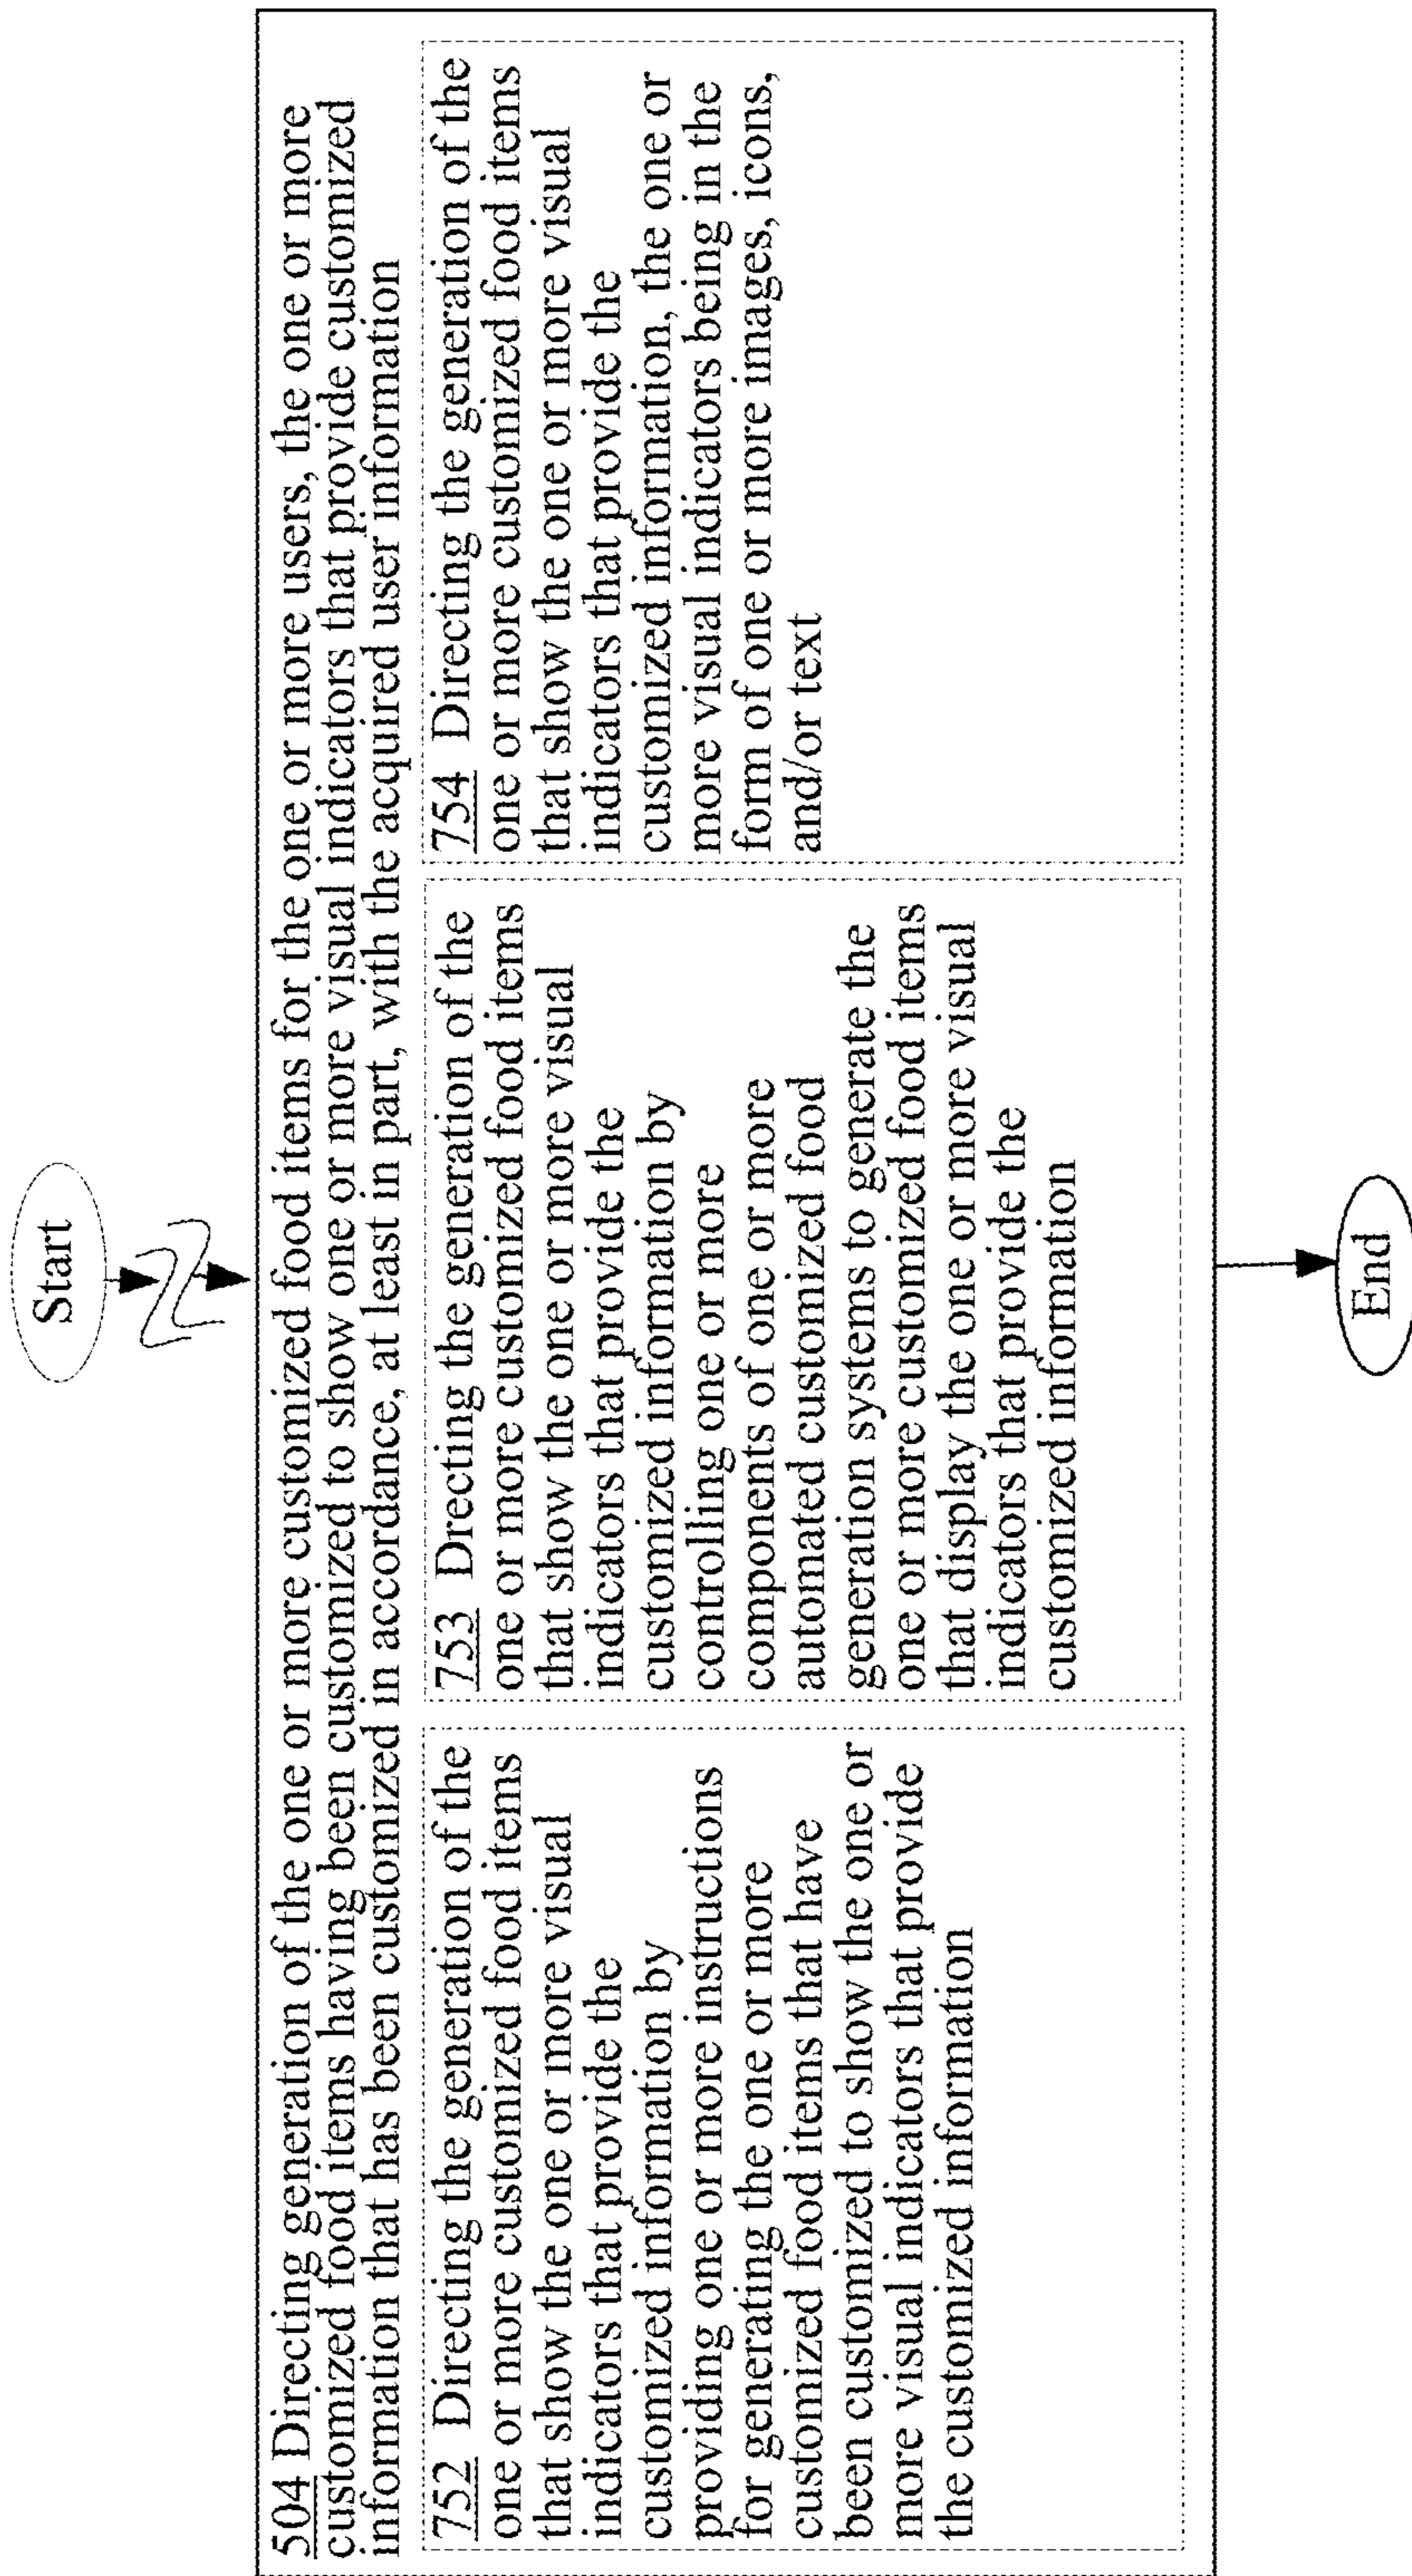 Start
504 Directing generation of the one or more customized food items for the one or more users, the one or more
customized food items having been customized to show one or more visual indicators that provide customized
information that has been customized in accordance, at least in part, with the acquired user information
752 Directing the generation of the
one or more customized food items
that show the one or more visual
indicators that provide the
customized information by
providing one or more instructions
for generating the one or more
customized food items that have
been customized to show the one or
more visual indicators that provide
the customized information
753 Drecting the generation of the
one or more customized food items
that show the one or more visual
indicators that provide the
customized information by
controlling one or more
components of one or more
automated customized food
generation systems to generate the
one or more customized food items
that display the one or more visual
indicators that provide the
customized information
754 Directing the generation of the
one or more customized food items
that show the one or more visual
indicators that provide the
customized information, the one or
more visual indicators being in the
form of one or more images, icons,
and/or text
End